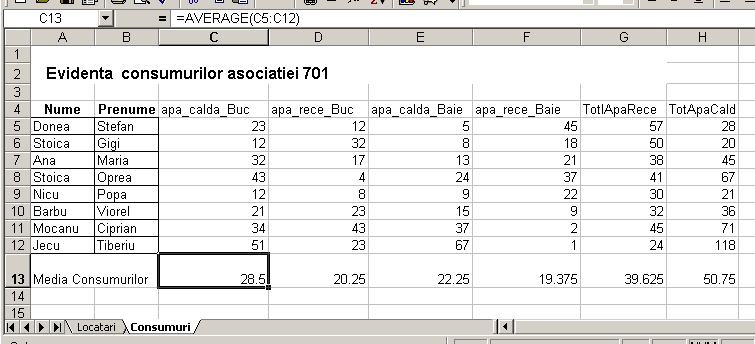 C13 = =AVERAGE(C5:C12)
A B C D E F G H
1
2 Evidenta consumurilor asociatiei 701
3
4 Nume Prenume apa_calda_Buc apa_rece_Buc apa_calda_Baie apa_rece_Baie TotlApaRece TotApaCald
5 Donea Stefan 23 12 5 45 57 28
6 Stoica Gigi 12 32 8 18 50 20
7 Ana Maria 32 17 13 21 38 45
8 Stoica Oprea 43 4 24 37 41 67
9 Nicu Popa 12 8 9 22 30 21
10 Barbu Viorel 21 23 15 9 32 36
11 Mocanu Ciprian 34 43 37 2 45 71
12 Jecu Tiberiu 51 23 67 1 24 118
13 Media Consumurilor 28.5 20.25 22.25 19.375 39.625 50.75
14
15
Locatari Consumuri